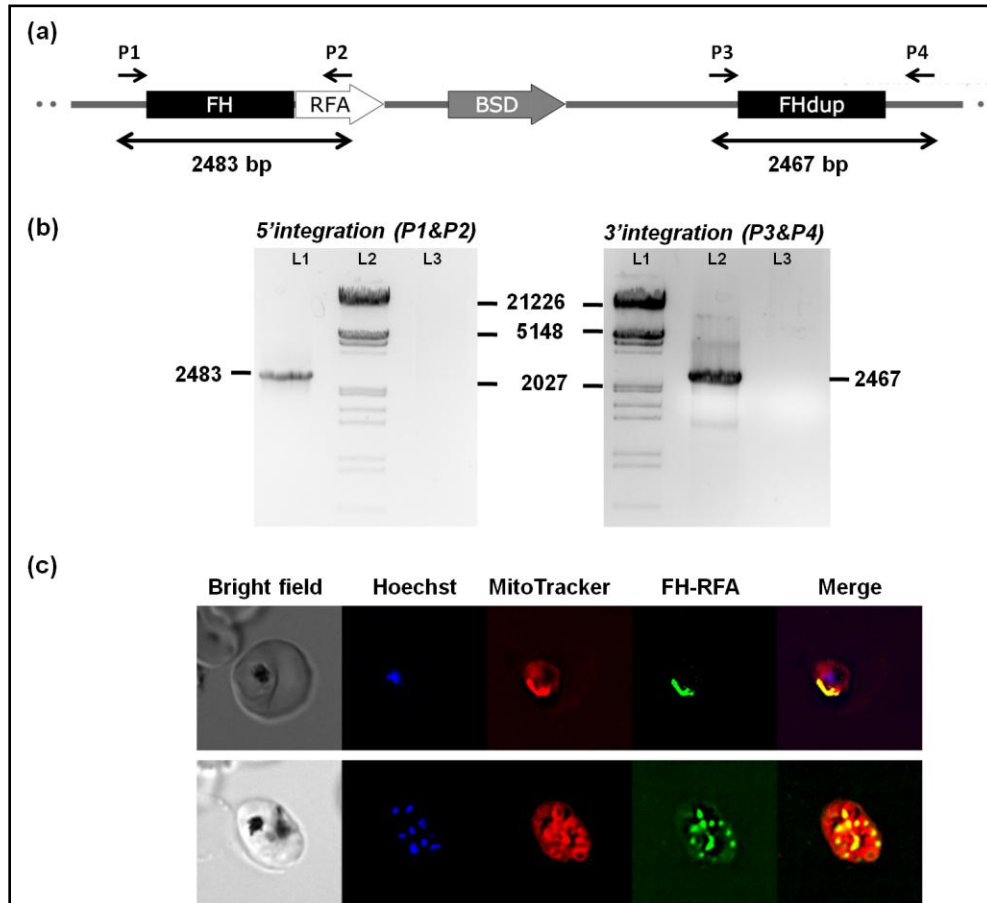 (a)
P1 P2 P3 P4
FH RFA BSD FHdup
2483 bp 2467 bp
(b)
5'integration (P1&P2) 3'integration (P3&P4)
L1 L2 L3 L1 L2 L3
21226
5148
2483 2027 2467
(c)
Bright field Hoechst MitoTracker FH-RFA Merge